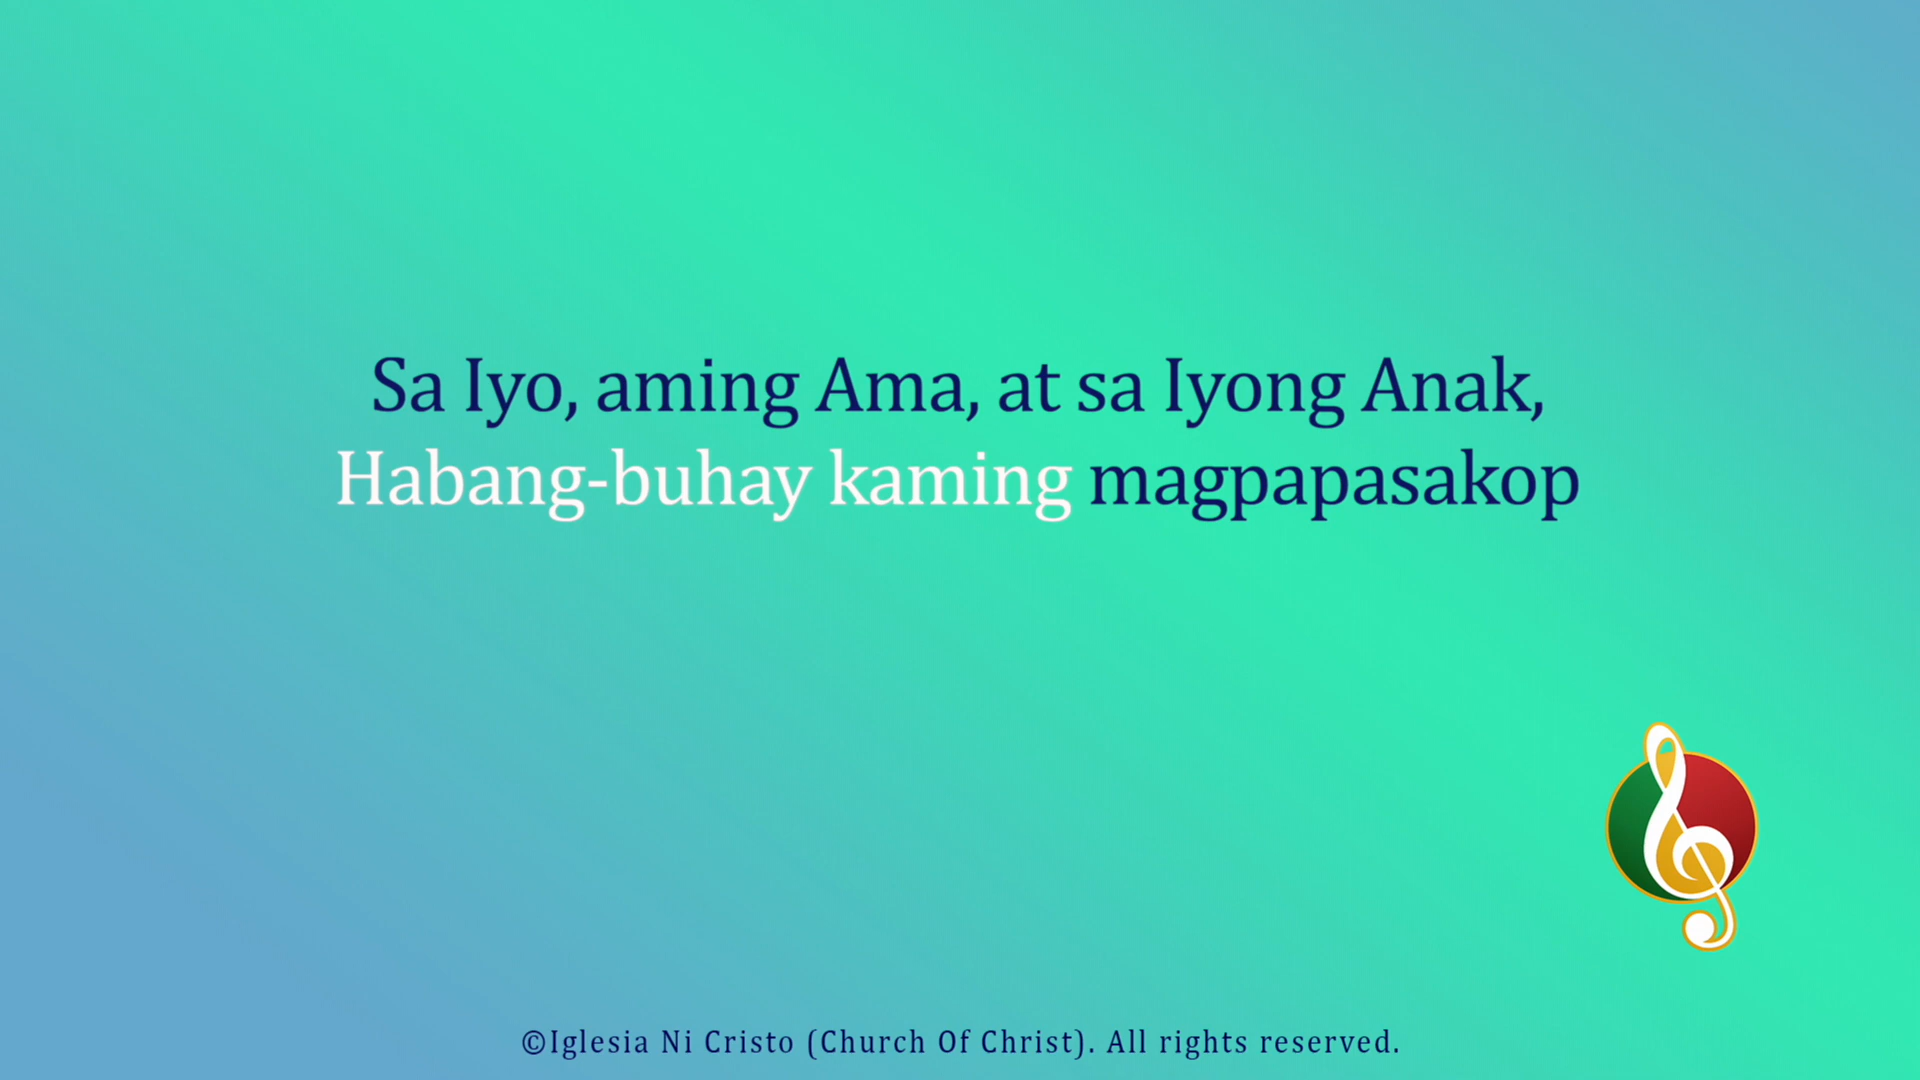 Sa Iyo, aming Ama, at sa Iyong Anak,
Habang-buhay kaming magpapasakop
©Iglesia Ni Cristo (Church Of Christ). All rights reserved.